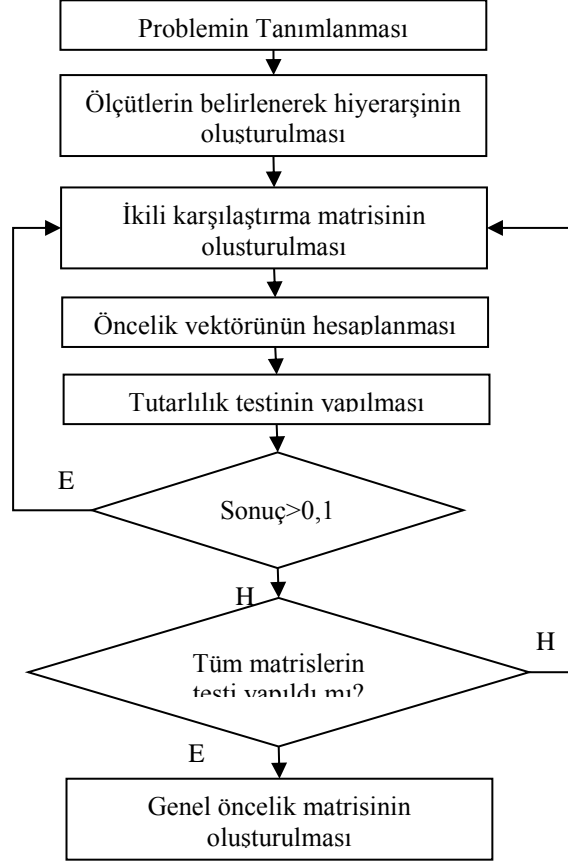 Problemin Tanımlanması
Ölçütlerin belirlenerek hiyerarşinin
oluşturulması
İkili karşılaştırma matrisinin
oluşturulması
Öncelik vektörünün hesaplanması
Tutarlılık testinin yapılması
E
Sonuç>0,1
H
H
Tüm matrislerin
testi yapıldı mı?
E
Genel öncelik matrisinin
oluşturulması